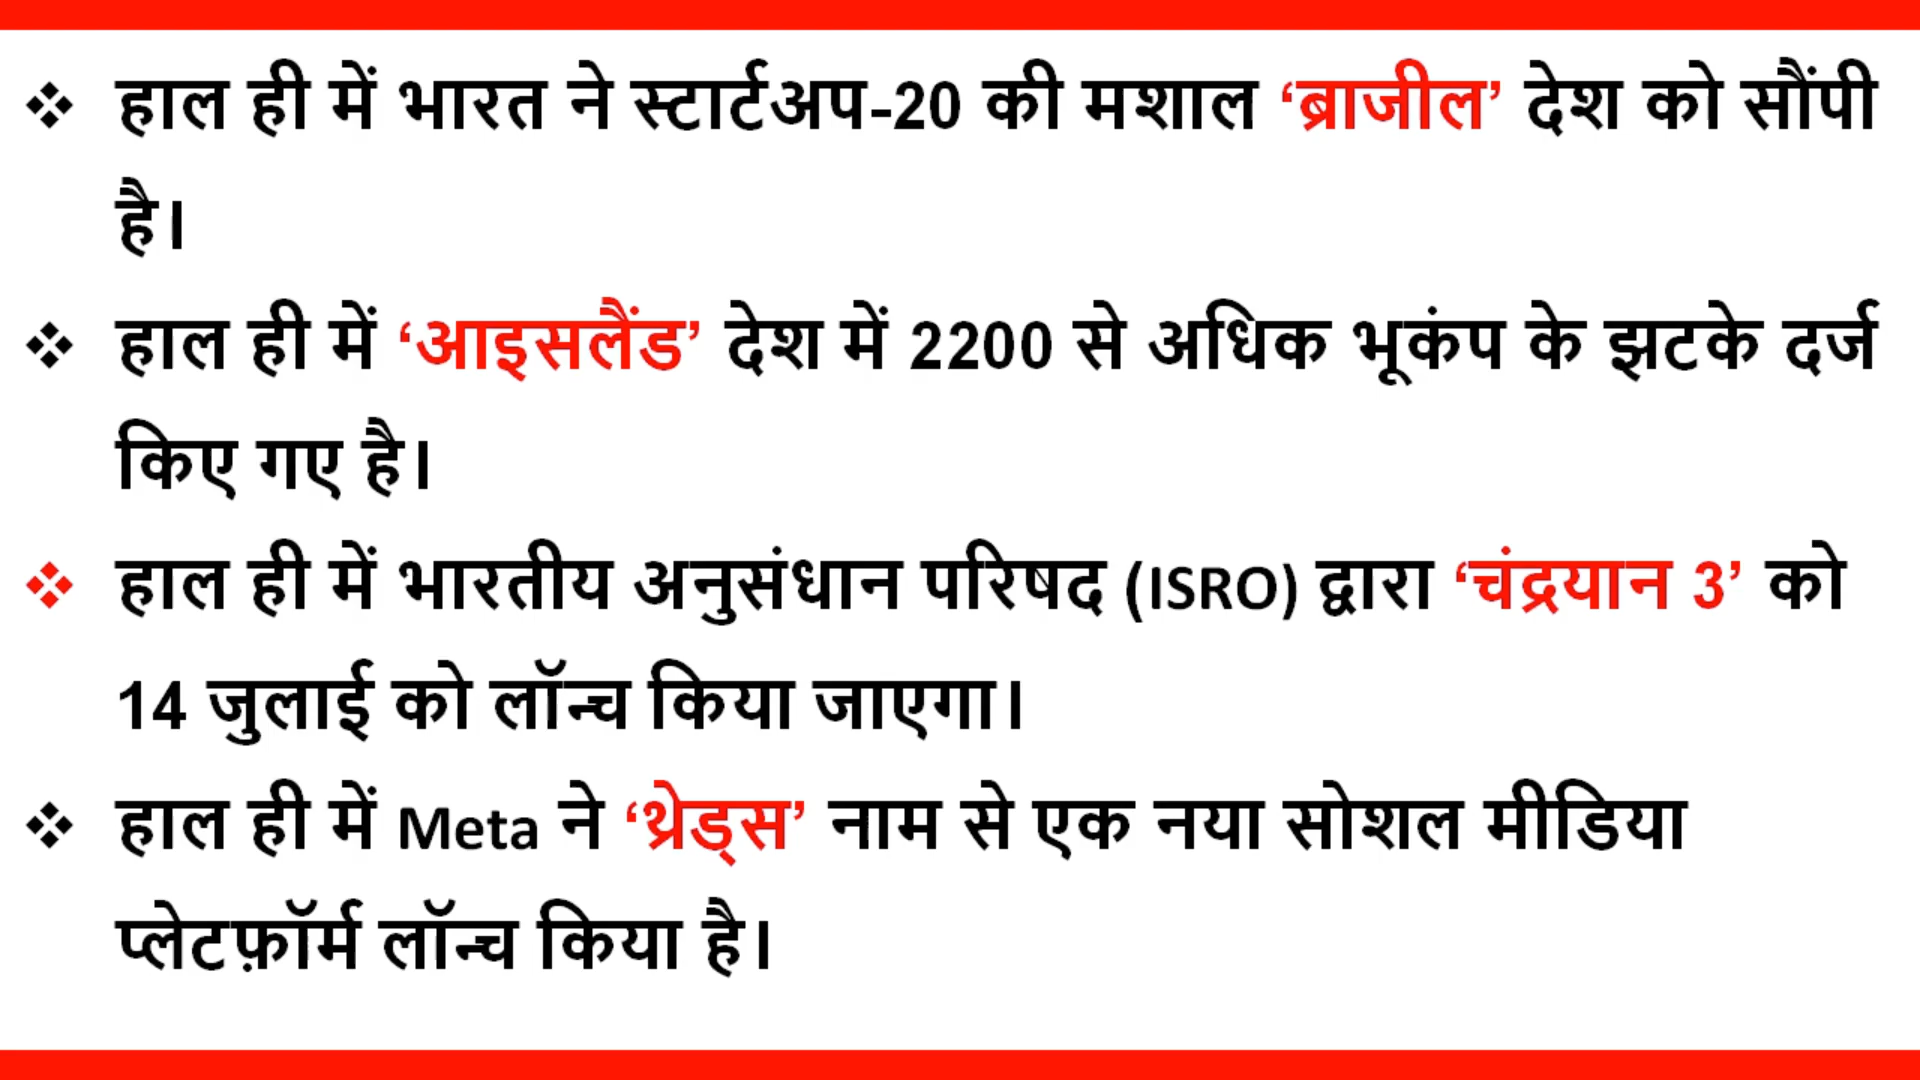 ❖ हाल ही में भारत ने स्टार्टअप-20 की मशाल ‘ब्राजील’ देश को सौंपी
है।
❖ हाल ही में ‘आइसलैंड’ देश में 2200 से अधिक भूकंप के झटके दर्ज
किए गए है।
❖ हाल ही में भारतीय अनुसंधान परिषद (ISRO) द्वारा ‘चंद्रयान 3’ को
14 जुलाई को लॉन्च किया जाएगा।
❖ हाल ही में Meta ने ‘थ्रेड्स’ नाम से एक नया सोशल मीडिया
प्लेटफ़ॉर्म लॉन्च किया है।